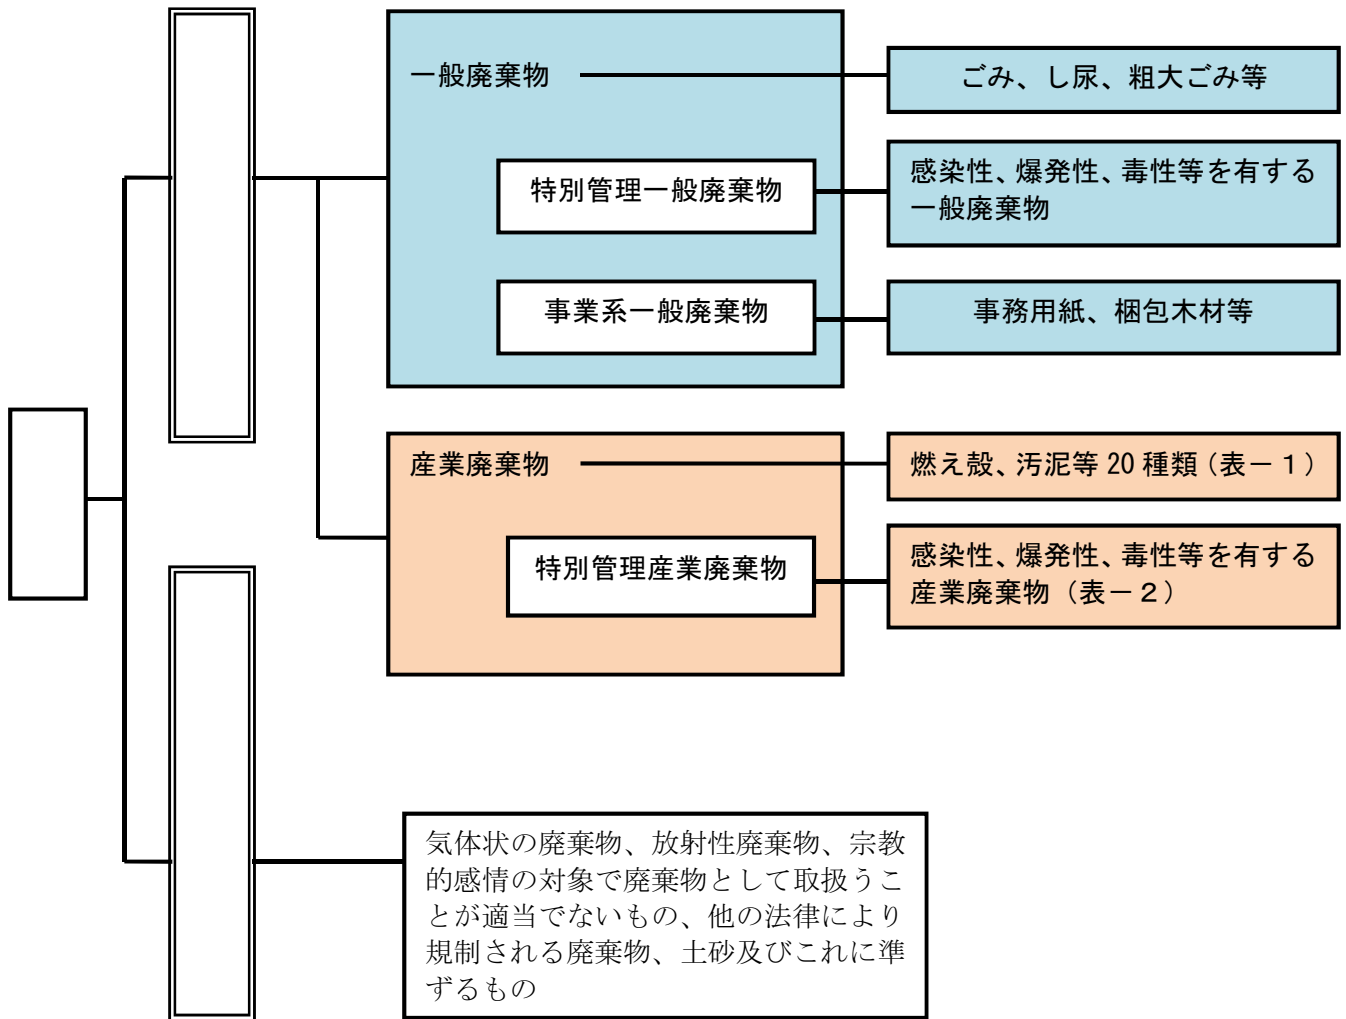 一般廃棄物
ごみ、し尿、粗大ごみ等
特別管理一般廃棄物
感染性、爆発性、毒性等を有する
一般廃棄物
事業系一般廃棄物
事務用紙、梱包木材等
産業廃棄物
燃え殻、汚泥等 20 種類（表－１）
特別管理産業廃棄物
感染性、爆発性、毒性等を有する
産業廃棄物（表－２）
気体状の廃棄物、放射性廃棄物、宗教
的感情の対象で廃棄物として取扱うこ
とが適当でないもの、他の法律により
規制される廃棄物、土砂及びこれに準
ずるもの